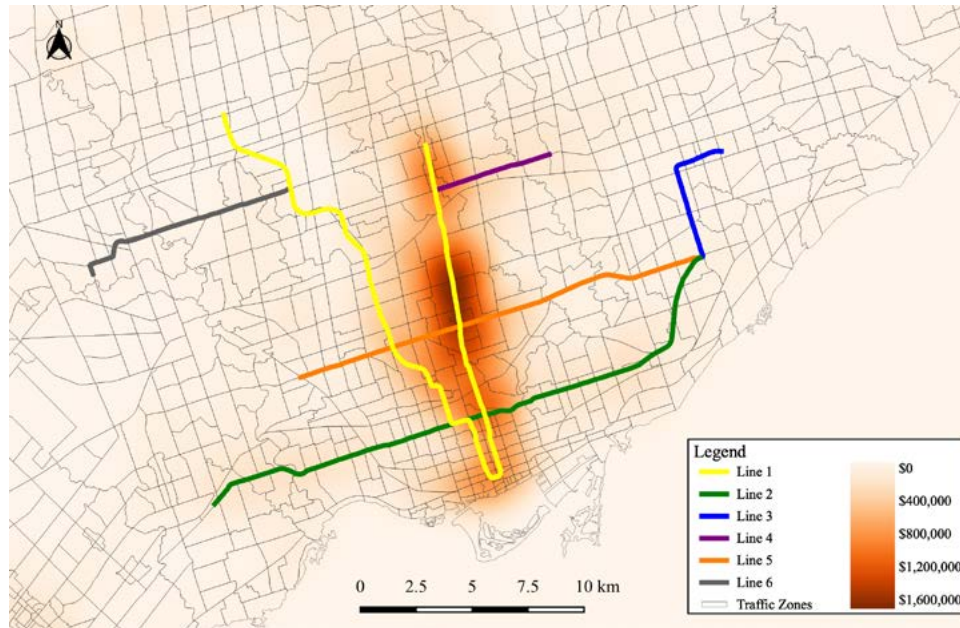 N
Legend
Line 1
Line 2
Line 3
Line 4
Line 5
Line 6
Traffic Zones
$0
$400,000
$800,000
$1,200,000
$1,600,000
0 2.5 5 7.5 10 km